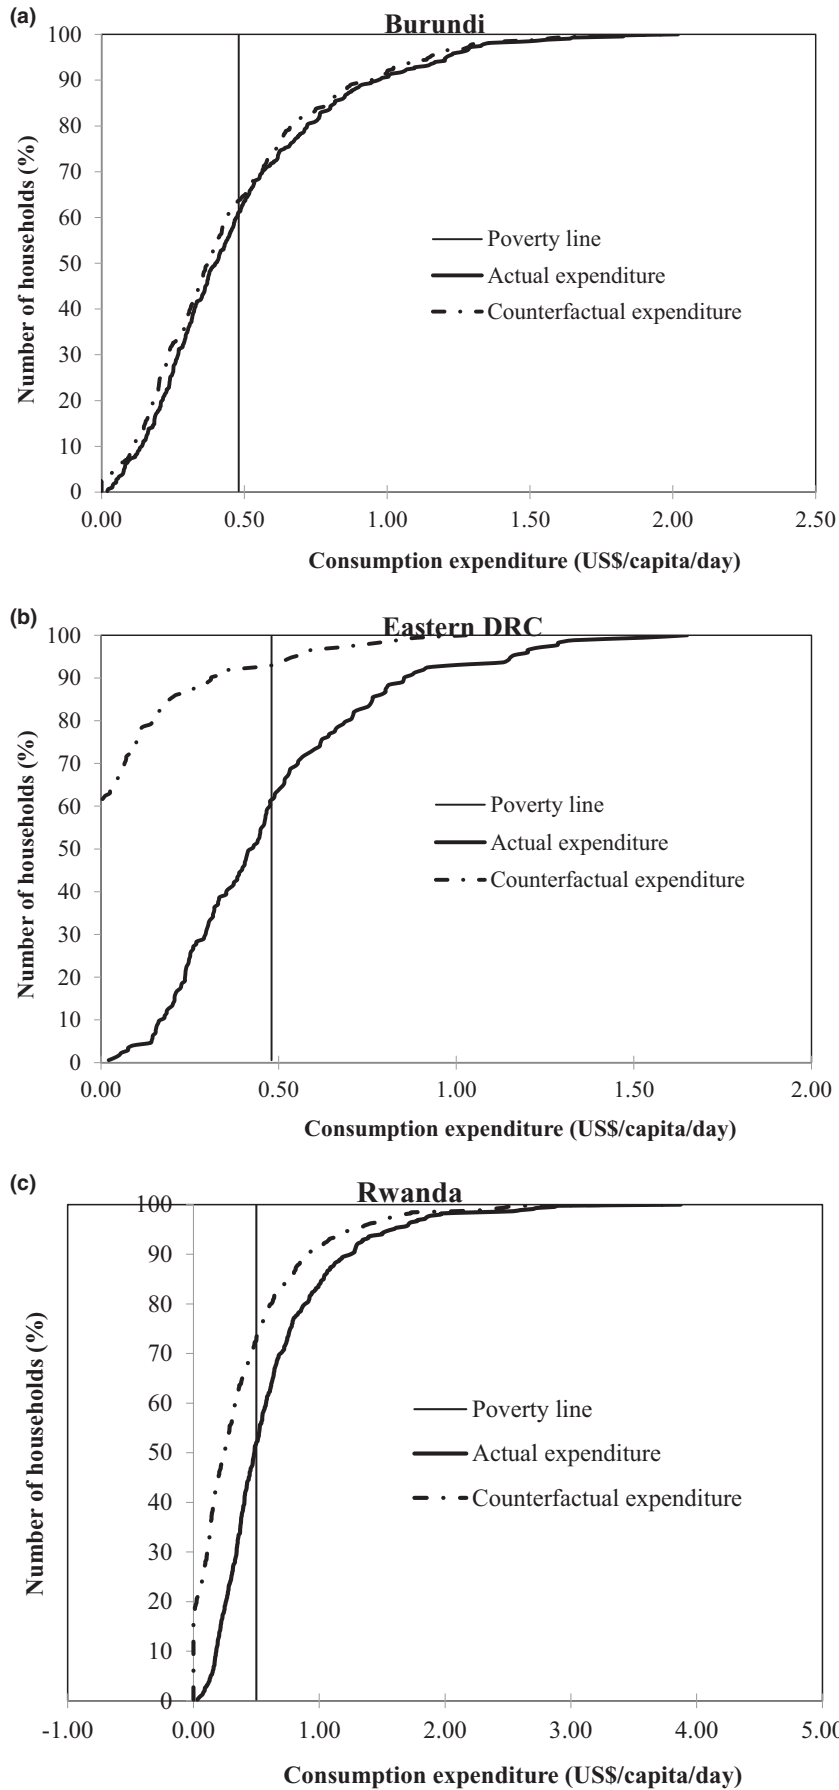 (a)
Burundi
100
90
80
70
60
50
40
30
20
10
0
Number of households (%)
Poverty line
Actual expenditure
Counterfactual expenditure
0.00 0.50 1.00 1.50 2.00 2.50
Consumption expenditure (US$/capita/day)
(b)
Eastern DRC
100
90
80
70
60
50
40
30
20
10
0
Number of households (%)
Poverty line
Actual expenditure
Counterfactual expenditure
0.00 0.50 1.00 1.50 2.00
Consumption expenditure (US$/capita/day)
(c)
Rwanda
100
90
80
70
60
50
40
30
20
10
0
Number of households (%)
Poverty line
Actual expenditure
Counterfactual expenditure
-1.00 0.00 1.00 2.00 3.00 4.00 5.00
Consumption expenditure (US$/capita/day)